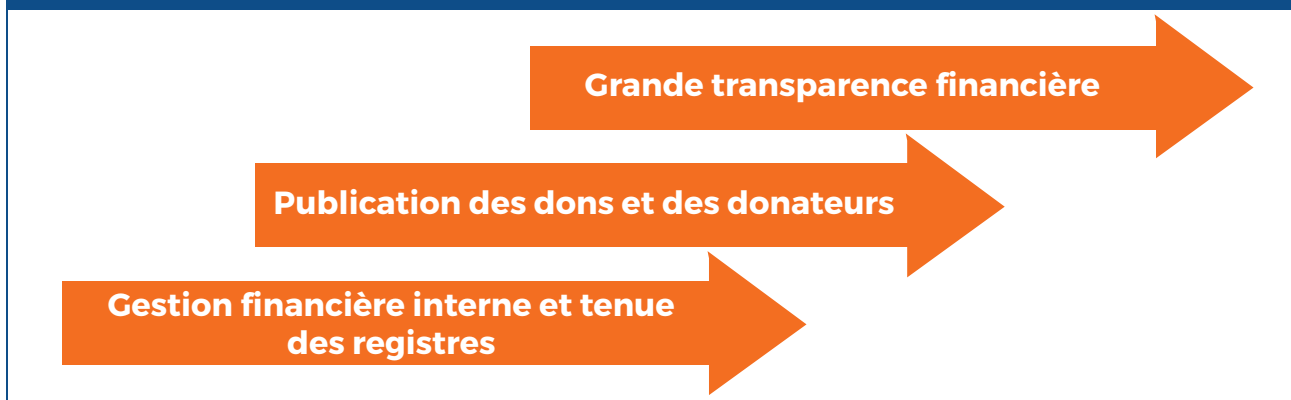 Grande transparence financière
Publication des dons et des donateurs
Gestion financière interne et tenue
des registres